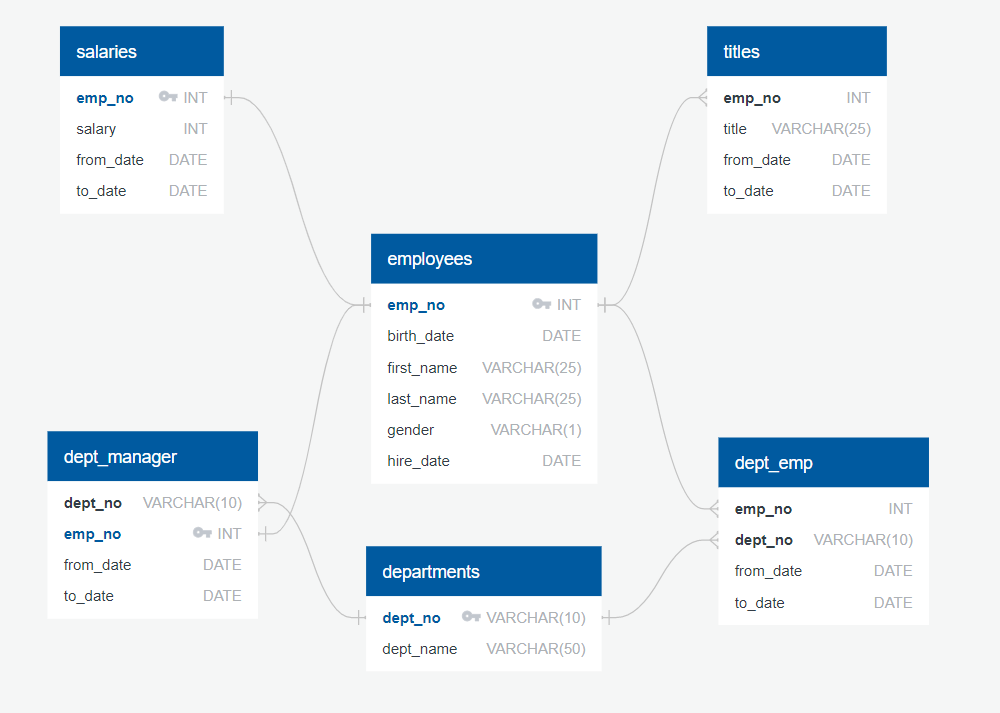 salaries
emp_no INT
salary INT
from_date DATE
to_date DATE
titles
emp_no INT
title VARCHAR(25)
from_date DATE
to_date DATE
employees
emp_no INT
birth_date DATE
first_name VARCHAR(25)
last_name VARCHAR(25)
gender VARCHAR(1)
hire_date DATE
dept_manager
dept_no VARCHAR(10)
emp_no INT
from_date DATE
to_date DATE
departments
dept_no VARCHAR(10)
dept_name VARCHAR(50)
dept_emp
emp_no INT
dept_no VARCHAR(10)
from_date DATE
to_date DATE